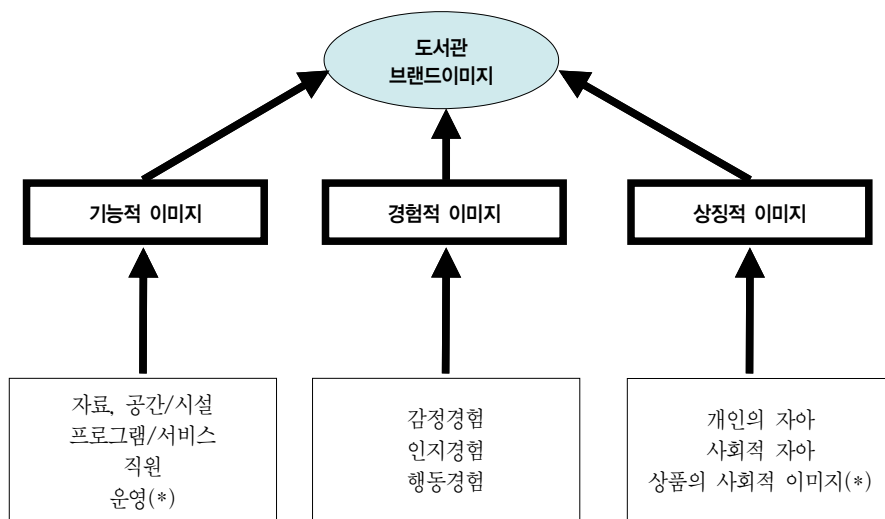 도서관
브랜드이미지
기능적 이미지
경험적 이미지
상징적 이미지
자료, 공간/시설
프로그램/서비스
직원
운영(*)
감정경험
인지경험
행동경험
개인의 자아
사회적 자아
상품의 사회적 이미지(*)